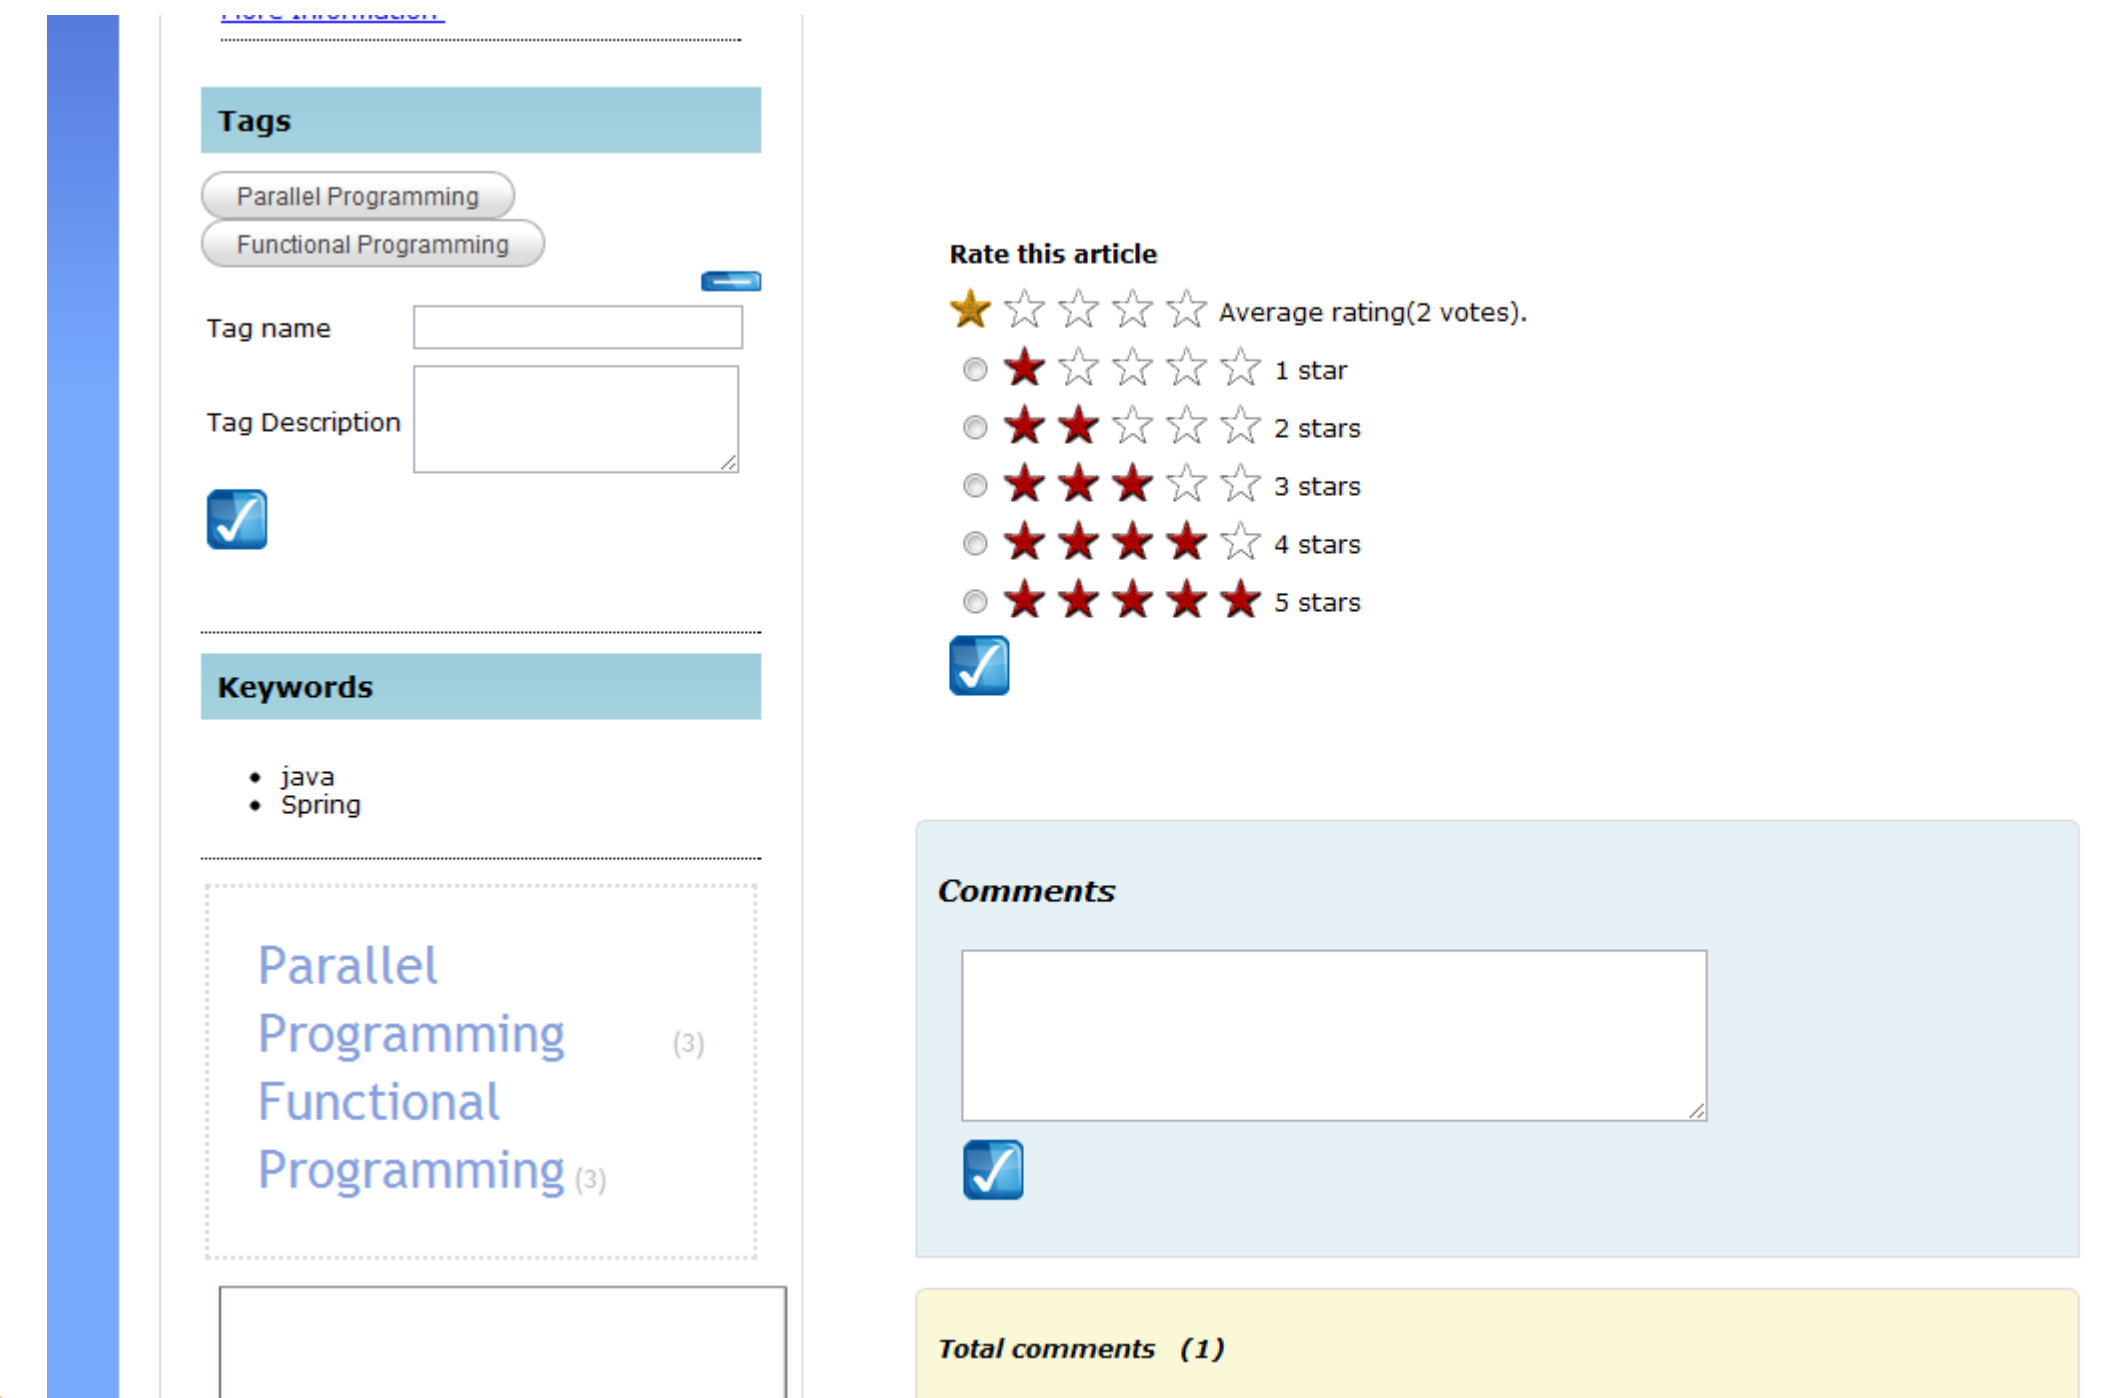 More Information
Tags
Parallel Programming
Functional Programming
Tag name
Tag Description
Keywords
java
Spring
Parallel
Programming (3)
Functional
Programming (3)
Rate this article
Average rating(2 votes).
1 star
2 stars
3 stars
4 stars
5 stars
Comments
Total comments (1)